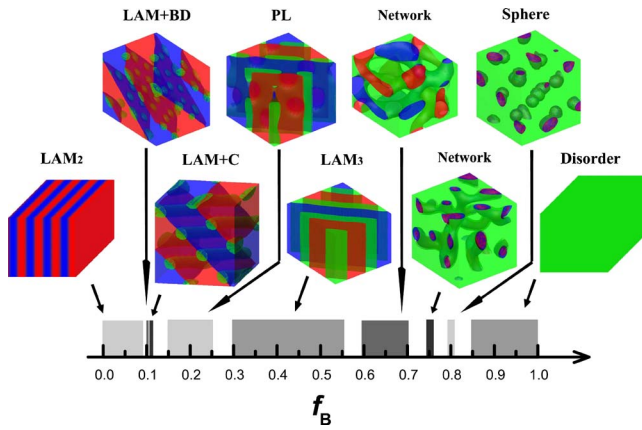 LAM+BD PL Network Sphere
LAM2 LAM+C LAM3 Network Disorder
0.0 0.1 0.2 0.3 0.4 0.5 0.6 0.7 0.8 0.9 1.0
fB